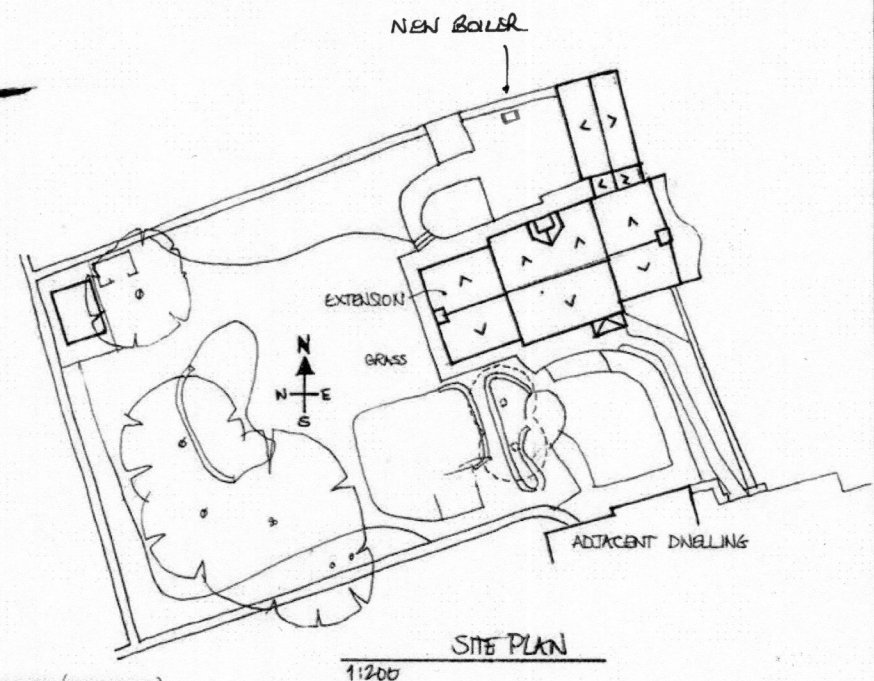 NEW BOILER
EXTENSION
GRASS
N
N E
S
ADJACENT DWELLING
SITE PLAN
1:200